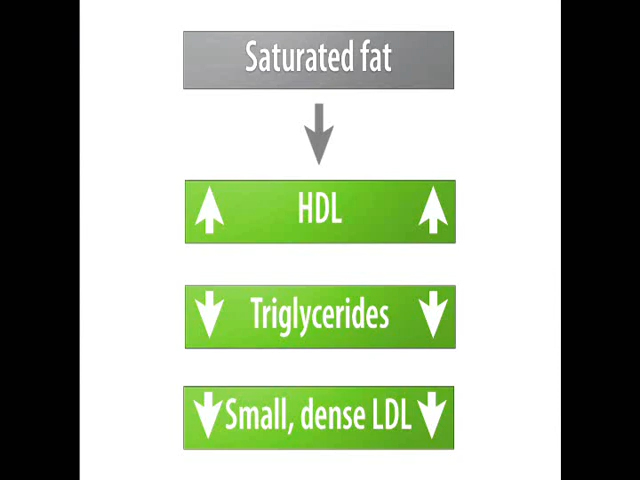 Saturated fat
HDL
Triglycerides
Small, dense LDL